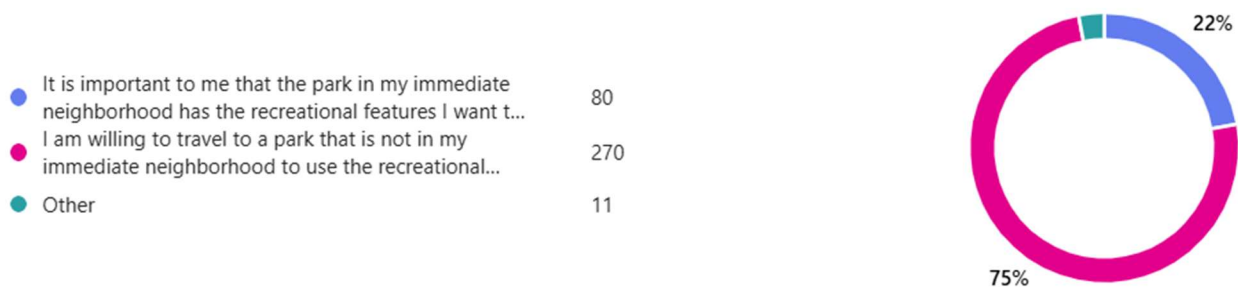 22%
It is important to me that the park in my immediate
neighborhood has the recreational features I want t...
80
I am willing to travel to a park that is not in my
immediate neighborhood to use the recreational...
270
Other
11
75%